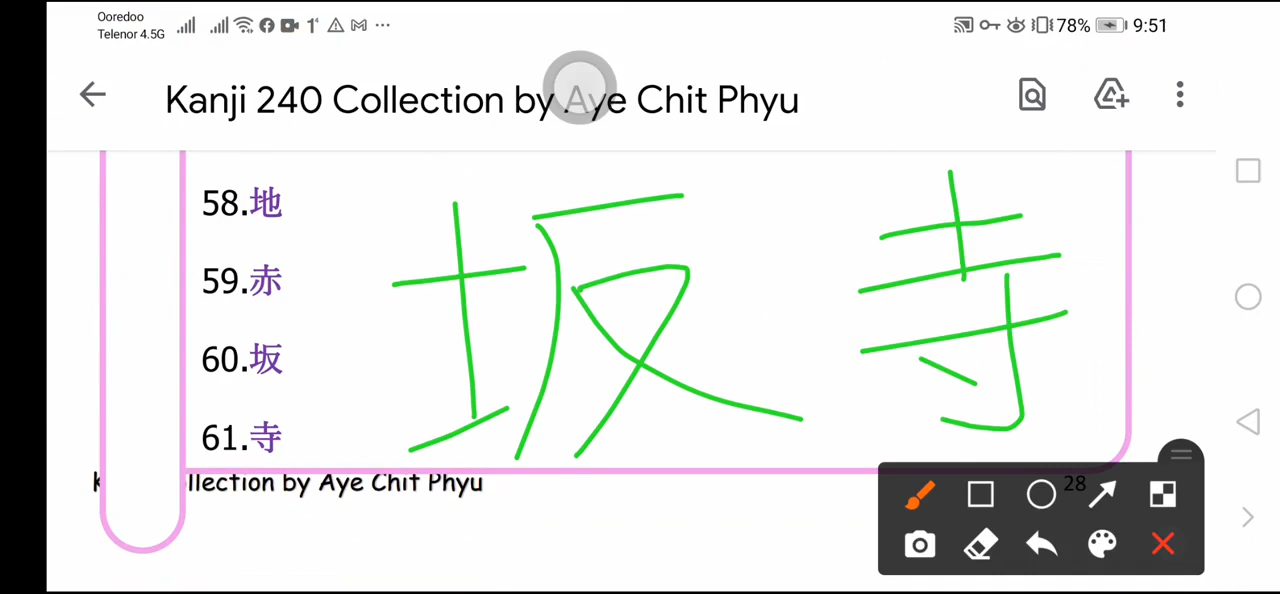 Ooredoo
Telenor 4.5G
78% 9:51
Kanji 240 Collection by Aye Chit Phyu
58.地
59.赤
60.坂
61.寺
坂 寺
K llection by Aye Chit Phyu
28